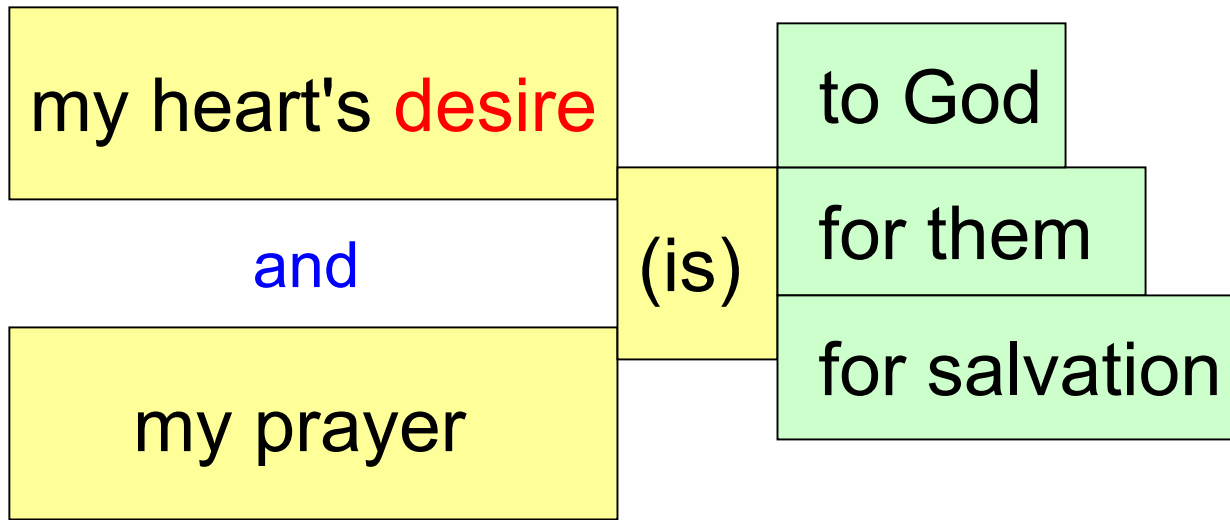 my heart's desire
and
my prayer
(is)
to God
for them
for salvation